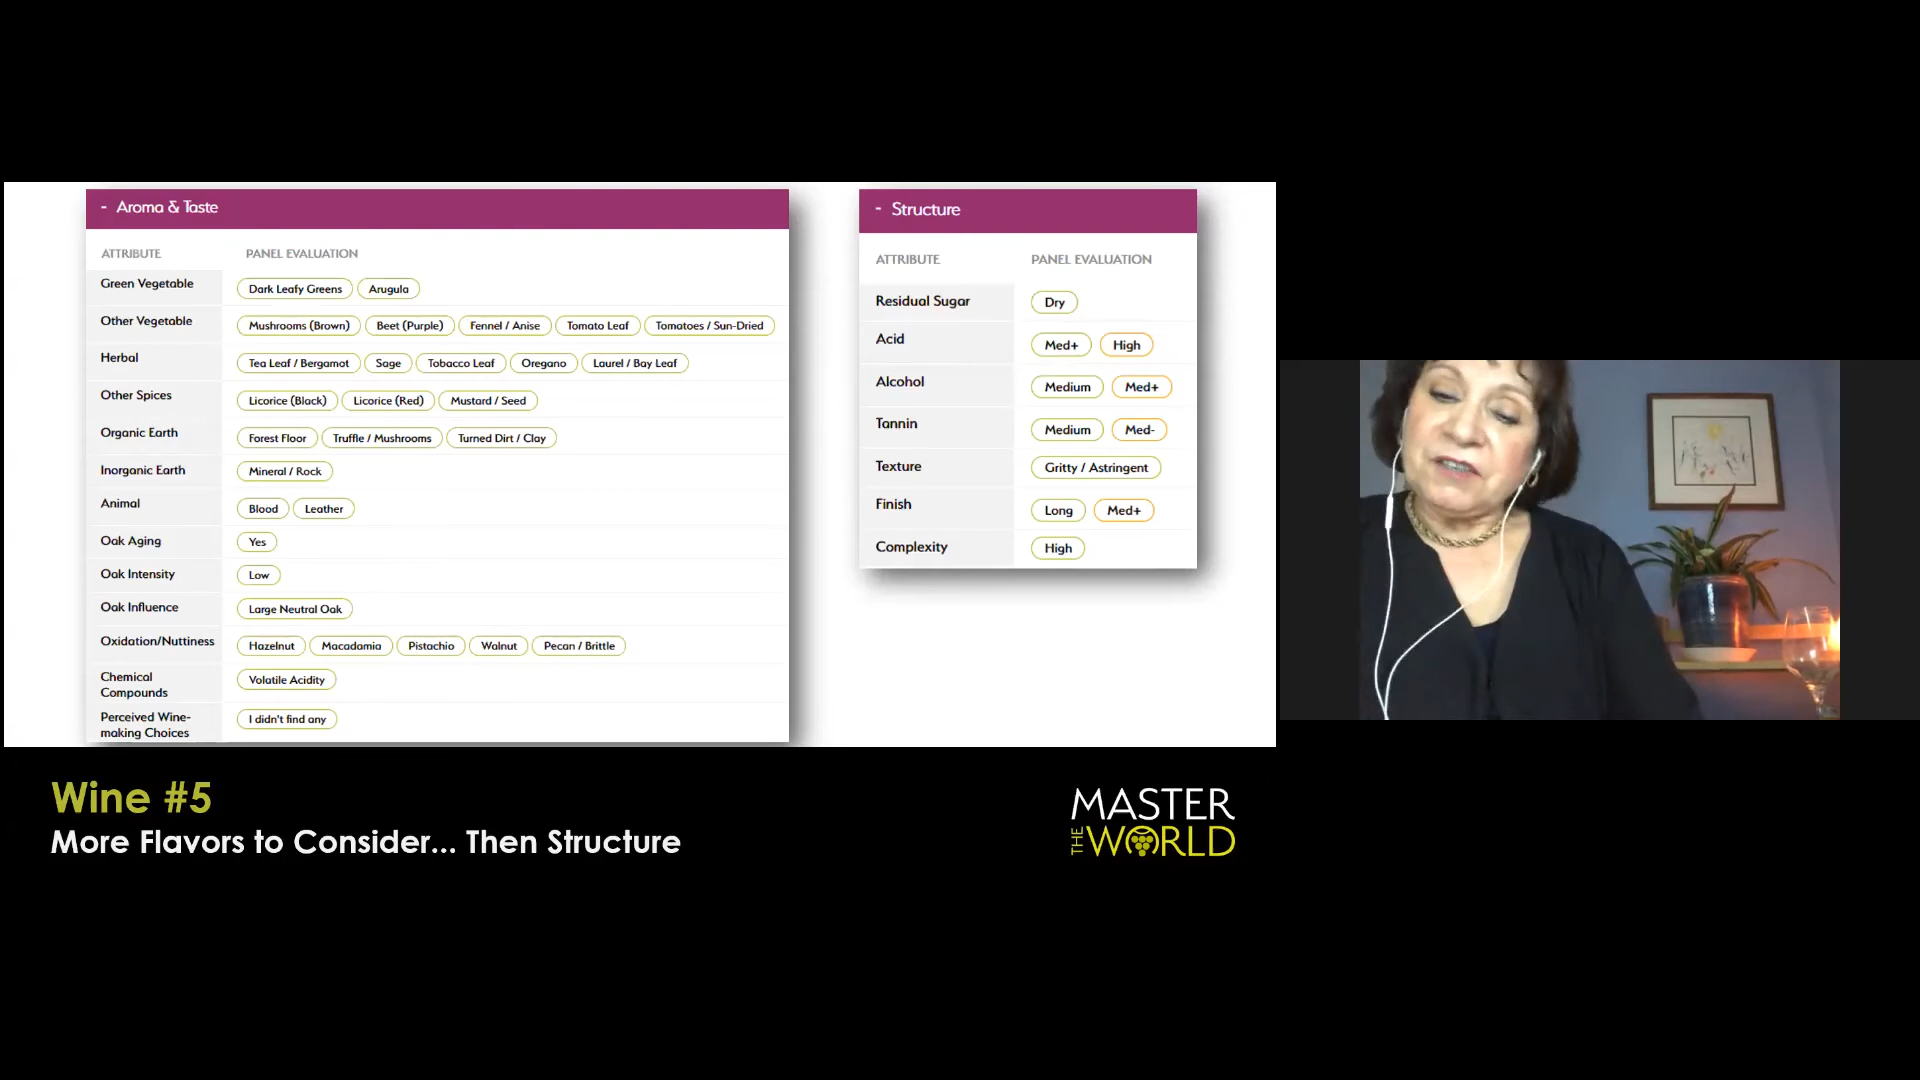 - Aroma & Taste
ATTRIBUTE PANEL EVALUATION
Green Vegetable Dark Leafy Greens Arugula
Other Vegetable Mushrooms (Brown) Beet (Purple) Fennel / Anise Tomato Leaf Tomatoes / Sun-Dried
Herbal Tea Leaf / Bergamot Sage Tobacco Leaf Oregano Laurel / Bay Leaf
Other Spices Licorice (Black) Licorice (Red) Mustard / Seed
Organic Earth Forest Floor Truffle / Mushrooms Turned Dirt / Clay
Inorganic Earth Mineral / Rock
Animal Blood Leather
Oak Aging Yes
Oak Intensity Low
Oak Influence Large Neutral Oak
Oxidation/Nuttiness Hazelnut Macadamia Pistachio Walnut Pecan / Brittle
Chemical
Compounds Volatile Acidity
Perceived Wine-
making Choices I didn't find any
- Structure
ATTRIBUTE PANEL EVALUATION
Residual Sugar Dry
Acid Med+ High
Alcohol Medium Med+
Tannin Medium Med-
Texture Gritty / Astringent
Finish Long Med+
Complexity High
Wine #5
More Flavors to Consider... Then Structure
MASTER
THE WORLD